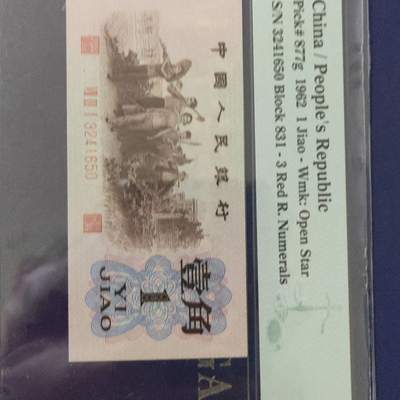 China / People's Republic
Pick# 877g 1962 1 Jiao - Wmk: Open Star
S/N 3241650 Block 831 - 3 Red R. Numerals
中國人民銀行
3241650
壹角
1
YI
JIAO